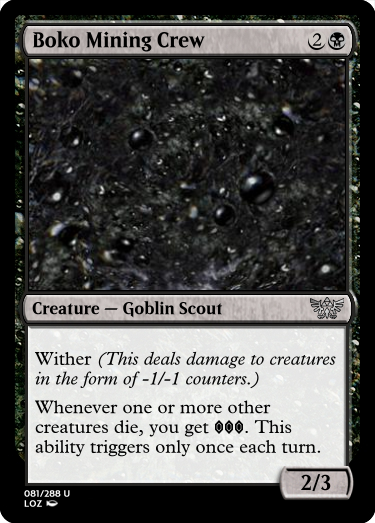 Boko Mining Crew 2
Creature — Goblin Scout
Wither (This deals damage to creatures
in the form of -1/-1 counters.)
Whenever one or more other
creatures die, you get . This
ability triggers only once each turn.
2/3
081/288 U
LOZ